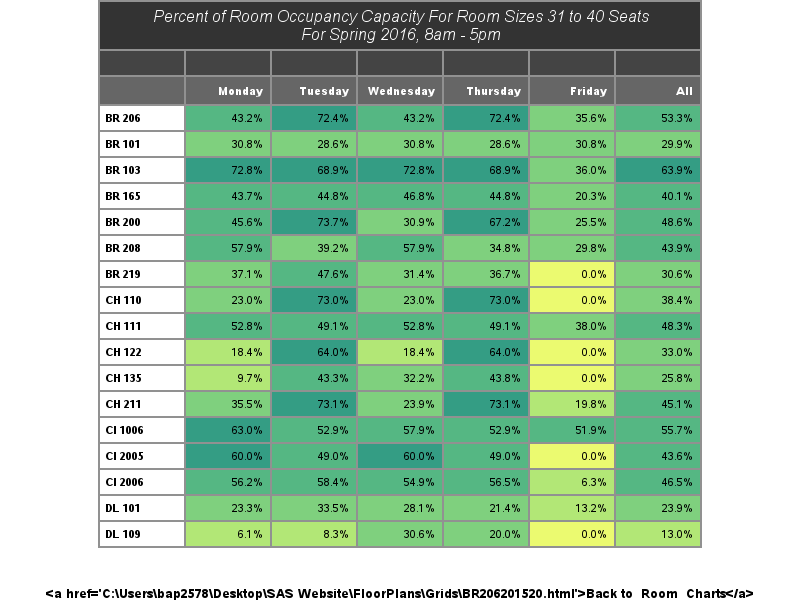 Percent of Room Occupancy Capacity For Room Sizes 31 to 40 Seats
For Spring 2016, 8am - 5pm
Monday Tuesday Wednesday Thursday Friday All
BR 206 43.2% 72.4% 43.2% 72.4% 35.6% 53.3%
BR 101 30.8% 28.6% 30.8% 28.6% 30.8% 29.9%
BR 103 72.8% 68.9% 72.8% 68.9% 36.0% 63.9%
BR 165 43.7% 44.8% 46.8% 44.8% 20.3% 40.1%
BR 200 45.6% 73.7% 30.9% 67.2% 25.5% 48.6%
BR 208 57.9% 39.2% 57.9% 34.8% 29.8% 43.9%
BR 219 37.1% 47.6% 31.4% 36.7% 0.0% 30.6%
CH 110 23.0% 73.0% 23.0% 73.0% 0.0% 38.4%
CH 111 52.8% 49.1% 52.8% 49.1% 38.0% 48.3%
CH 122 18.4% 64.0% 18.4% 64.0% 0.0% 33.0%
CH 135 9.7% 43.3% 32.2% 43.8% 0.0% 25.8%
CH 211 35.5% 73.1% 23.9% 73.1% 19.8% 45.1%
CI 1006 63.0% 52.9% 57.9% 52.9% 51.9% 55.7%
CI 2005 60.0% 49.0% 60.0% 49.0% 0.0% 43.6%
CI 2006 56.2% 58.4% 54.9% 56.5% 6.3% 46.5%
DL 101 23.3% 33.5% 28.1% 21.4% 13.2% 23.9%
DL 109 6.1% 8.3% 30.6% 20.0% 0.0% 13.0%
<a href='C:\Users\bap2578\Desktop\SAS Website\FloorPlans\Grids\BR206201520.html'>Back to Room Charts</a>